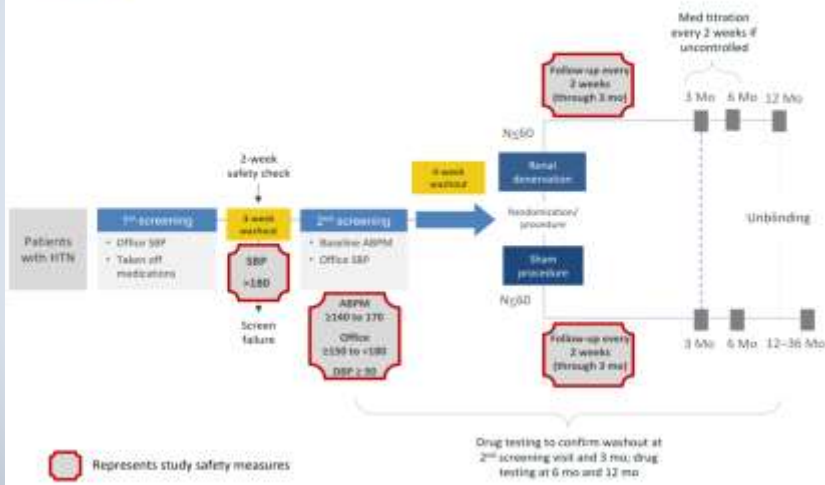 Med titration
every 2 weeks if
uncontrolled
Follow-up every
2 weeks
(through 3 mo)
3 Mo 6 Mo 12 Mo
N≤60
2-week
safety check
4-week
washout
Renal
denervation
1st screening
washout
2nd screening
Randomization/
procedure
Unblinding
Patients
with HTN
• Office SBP
• Taken off
medications
SBP
• Baseline ABPM
• Office SBP
Sham
procedure
N≤60
Screen
failure
ABPM
≥140 to 170
Office
≥150 to <180
DBP ≥ 90
Follow-up every
2 weeks
(through 3 mo)
3 Mo 6 Mo 12–36 Mo
Drug testing to confirm washout at
2nd screening visit and 3 mo; drug
testing at 6 mo and 12 mo
Represents study safety measures